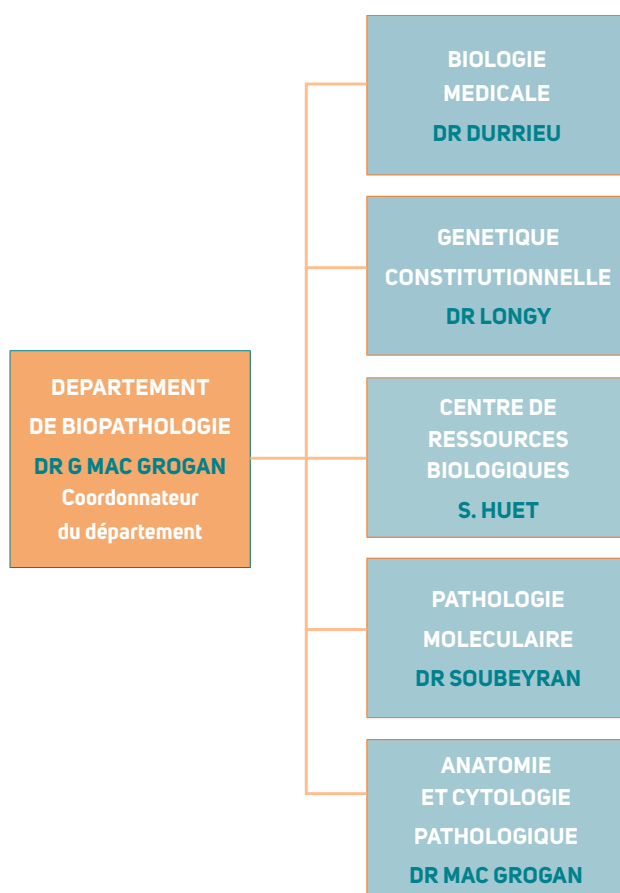 BIOLOGIE
MEDICALE
DR DURRIEU
GENETIQUE
CONSTITUTIONNELLE
DR LONGY
DEPARTEMENT
DE BIOPATHOLOGIE
DR G MAC GROGAN
Coordonnateur
du département
CENTRE DE
RESSOURCES
BIOLOGIQUES
S. HUET
PATHOLOGIE
MOLECULAIRE
DR SOUBEYRAN
ANATOMIE
ET CYTOLOGIE
PATHOLOGIQUE
DR MAC GROGAN